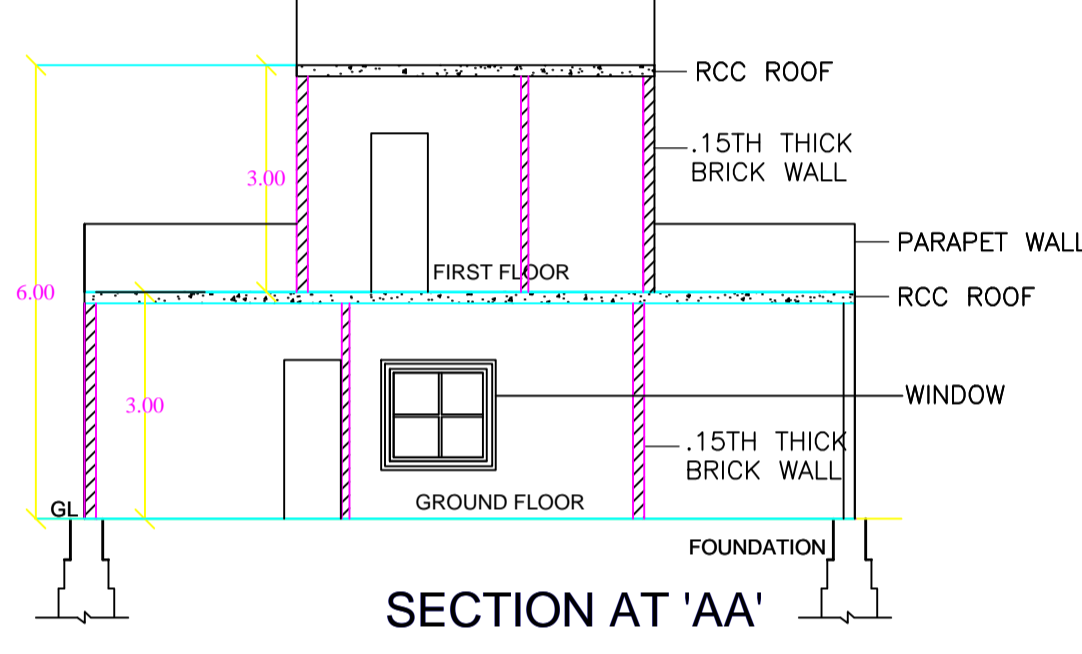 RCC ROOF
.15TH THICK
BRICK WALL
3.00
PARAPET WALL
FIRST FLOOR
6.00
RCC ROOF
WINDOW
3.00
.15TH THICK
BRICK WALL
GROUND FLOOR
GL
FOUNDATION
SECTION AT 'AA'